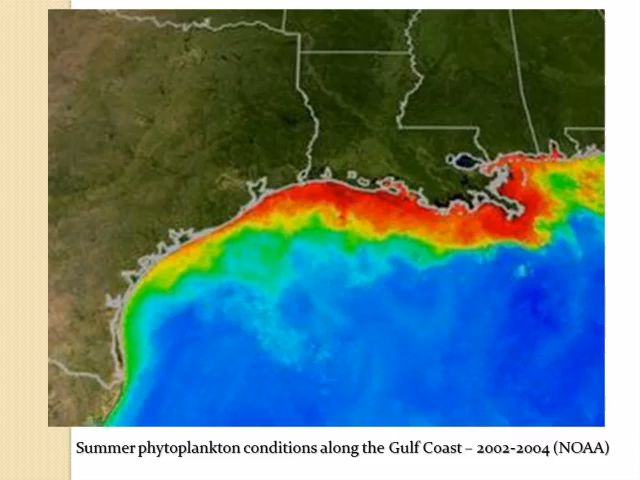 Summer phytoplankton conditions along the Gulf Coast – 2002-2004 (NOAA)